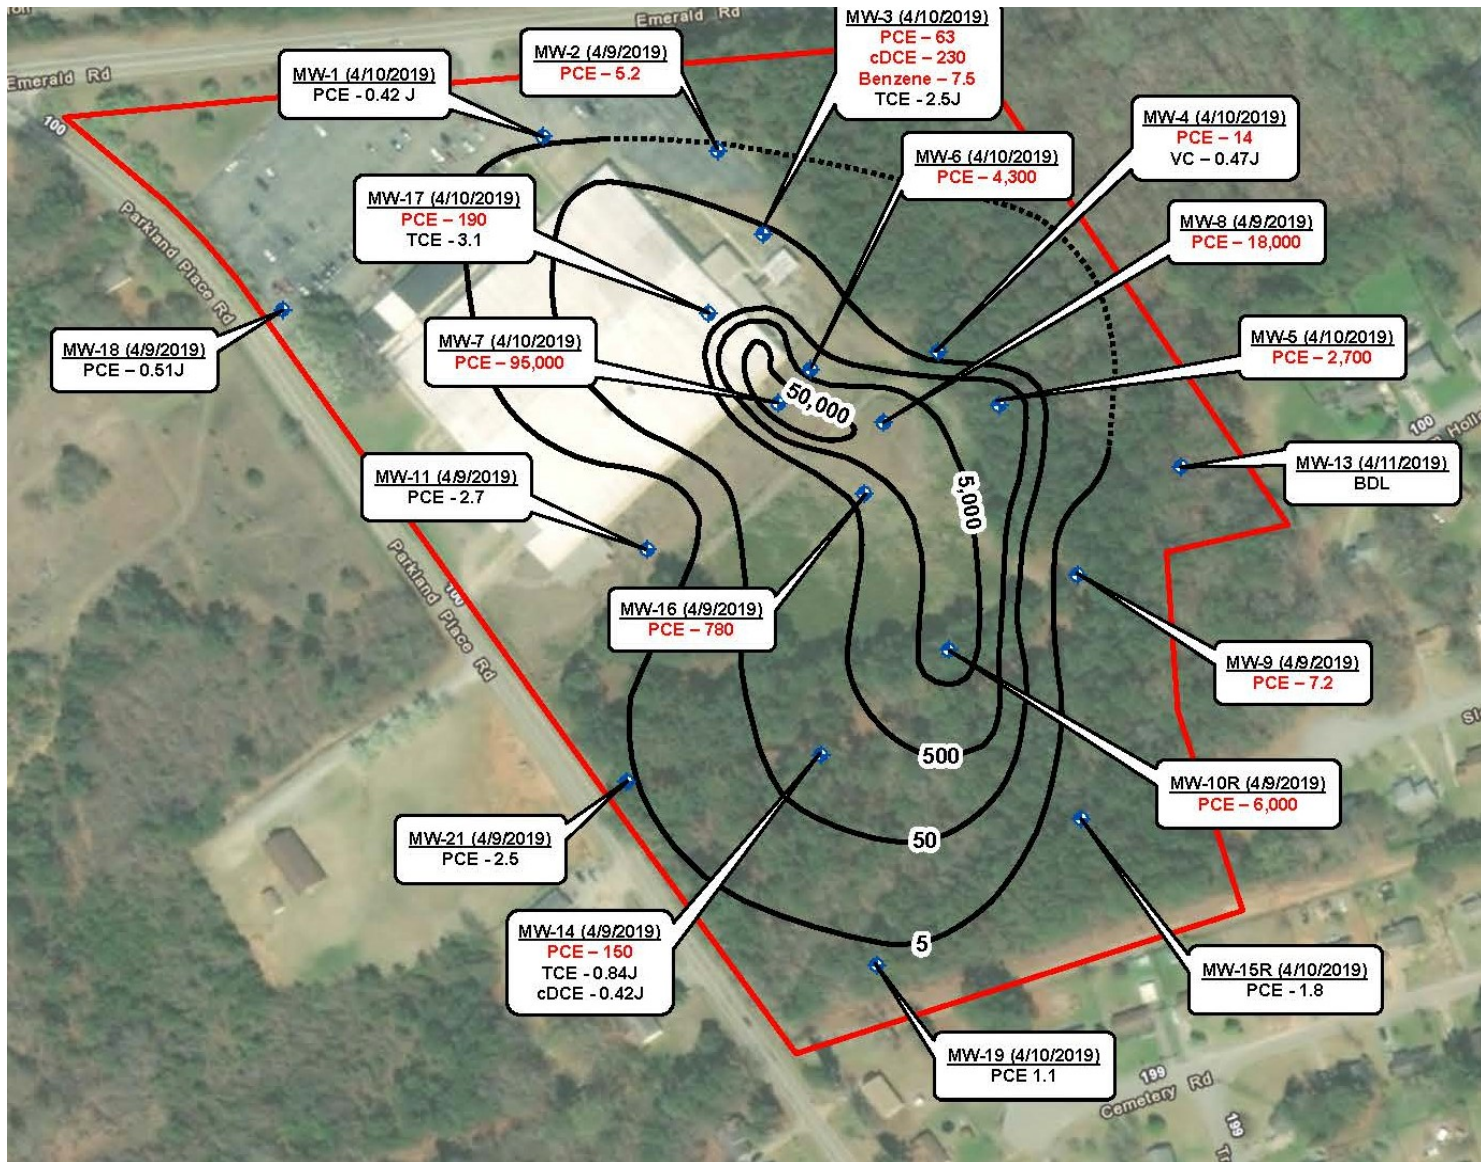 Emerald Rd
Emerald Rd
MW-3 (4/10/2019)
PCE – 63
cDCE – 230
Benzene – 7.5
TCE - 2.5J
MW-2 (4/9/2019)
PCE – 5.2
MW-1 (4/10/2019)
PCE - 0.42 J
100
MW-4 (4/10/2019)
PCE – 14
VC – 0.47J
MW-6 (4/10/2019)
PCE – 4,300
MW-17 (4/10/2019)
PCE – 190
TCE - 3.1
MW-8 (4/9/2019)
PCE – 18,000
Parkland Place Rd
MW-18 (4/9/2019)
PCE – 0.51J
MW-7 (4/10/2019)
PCE – 95,000
MW-5 (4/10/2019)
PCE – 2,700
50,000
100
MW-13 (4/11/2019)
BDL
MW-11 (4/9/2019)
PCE - 2.7
5,000
Parkland Place Rd
100
MW-16 (4/9/2019)
PCE – 780
MW-9 (4/9/2019)
PCE – 7.2
500
MW-10R (4/9/2019)
PCE – 6,000
MW-21 (4/9/2019)
PCE - 2.5
50
MW-14 (4/9/2019)
PCE – 150
TCE - 0.84J
cDCE - 0.42J
5
MW-15R (4/10/2019)
PCE - 1.8
MW-19 (4/10/2019)
PCE 1.1
199
Cemetery Rd
199